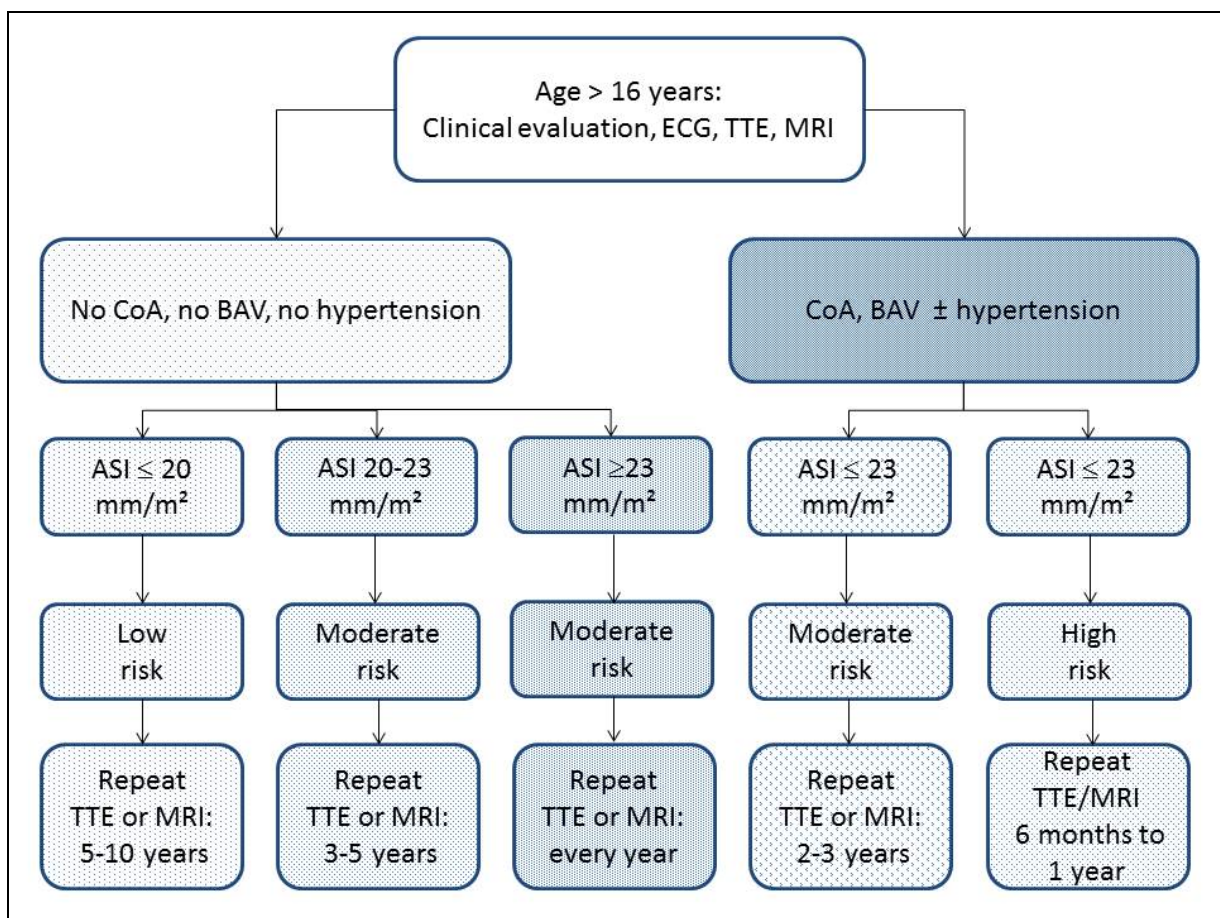 Age > 16 years:
Clinical evaluation, ECG, TTE, MRI
No CoA, no BAV, no hypertension
CoA, BAV ± hypertension
ASI ≤ 20
mm/m²
ASI 20-23
mm/m²
ASI ≥23
mm/m²
ASI ≤ 23
mm/m²
ASI ≤ 23
mm/m²
Low
risk
Moderate
risk
Moderate
risk
Moderate
risk
High
risk
Repeat
TTE or MRI:
5-10 years
Repeat
TTE or MRI:
3-5 years
Repeat
TTE or MRI:
every year
Repeat
TTE or MRI:
2-3 years
Repeat
TTE/MRI
6 months to
1 year